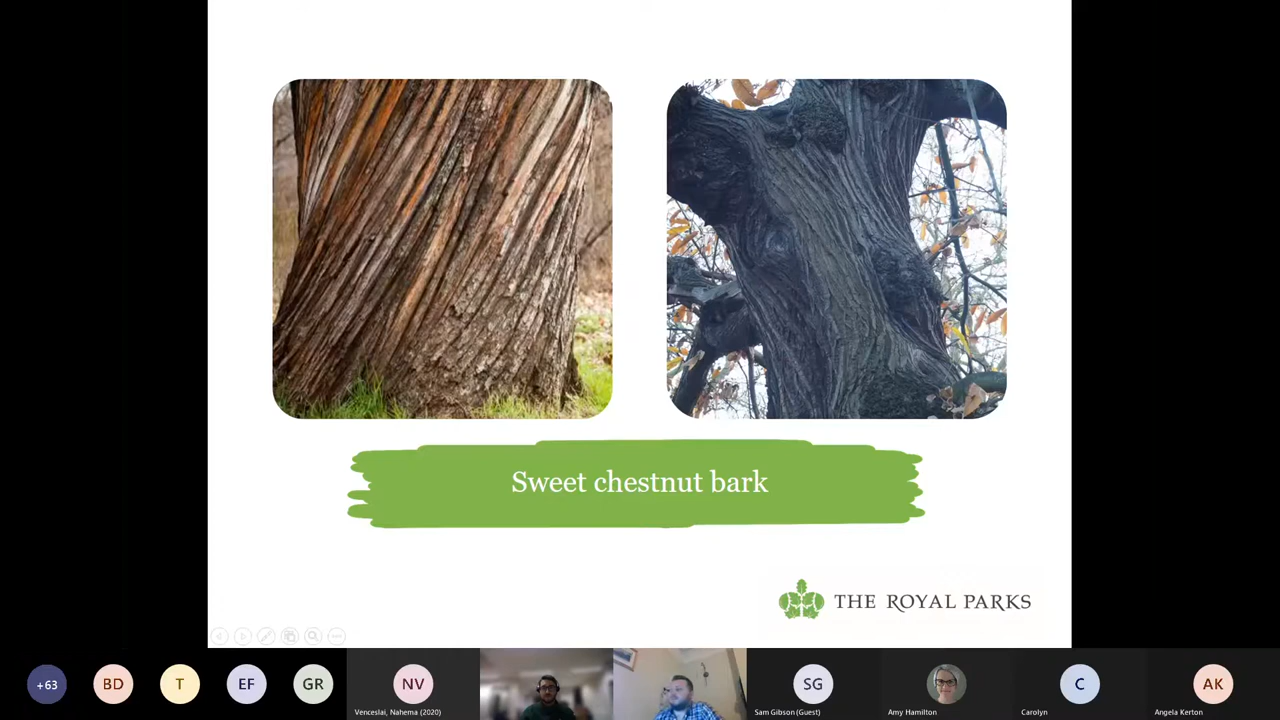 Sweet chestnut bark
THE ROYAL PARKS
+63
BD
T
EF
GR
NV
SG
C
AK
Venceslai, Nahema (2020)
Sam Gibson (Guest)
Amy Hamilton
Carolyn
Angela Kerton